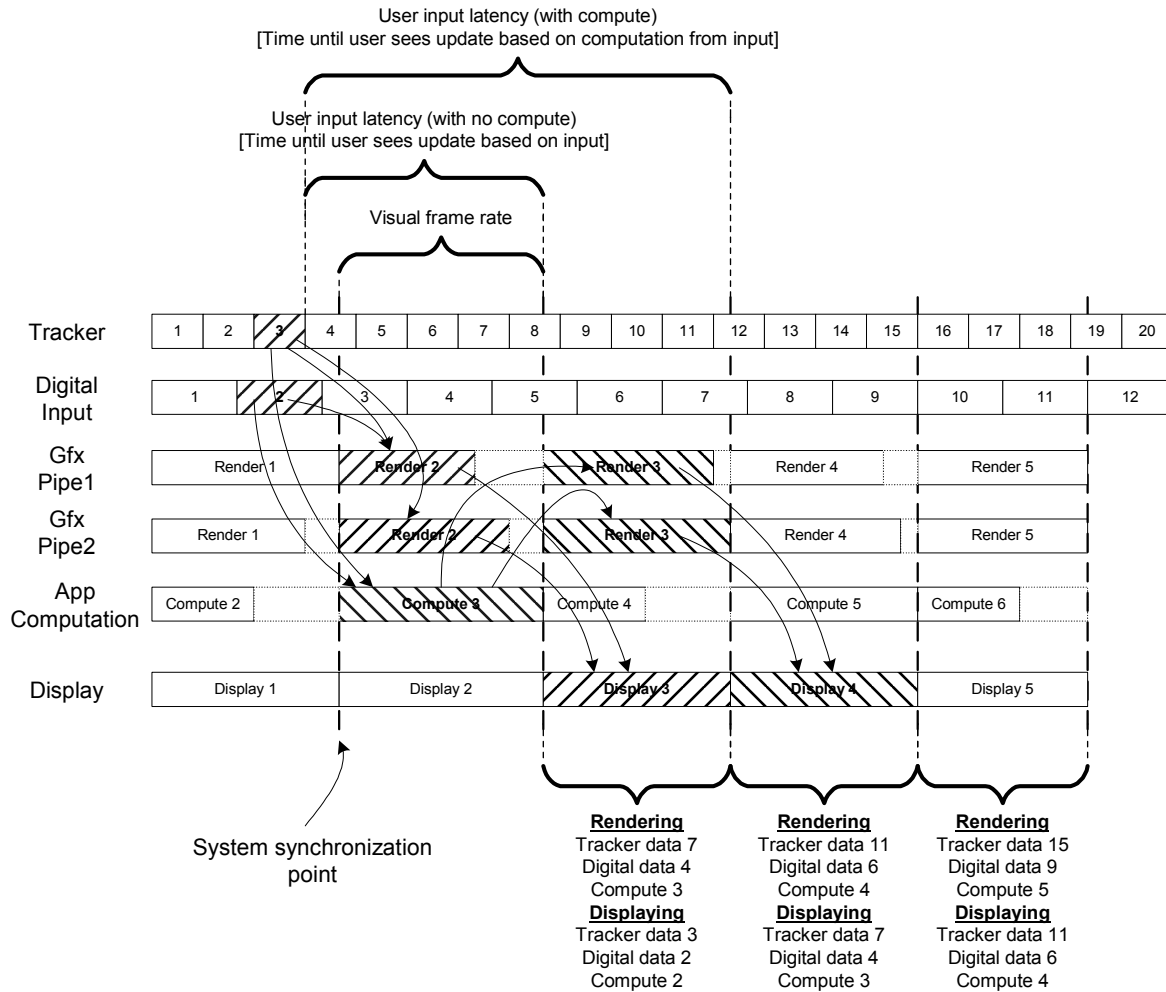 User input latency (with compute)
[Time until user sees update based on computation from input]
User input latency (with no compute)
[Time until user sees update based on input]
Visual frame rate
Tracker
1 2 3 4 5 6 7 8 9 10 11 12 13 14 15 16 17 18 19 20
Digital
Input
1 2 3 4 5 6 7 8 9 10 11 12
Gfx
Pipe1
Render 1 Render 2 Render 3 Render 4 Render 5
Gfx
Pipe2
Render 1 Render 2 Render 3 Render 4 Render 5
App
Computation
Compute 2 Compute 3 Compute 4 Compute 5 Compute 6
Display
Display 1 Display 2 Display 3 Display 4 Display 5
System synchronization
point
Rendering
Tracker data 7
Digital data 4
Compute 3
Displaying
Tracker data 3
Digital data 2
Compute 2
Rendering
Tracker data 11
Digital data 6
Compute 4
Displaying
Tracker data 7
Digital data 4
Compute 3
Rendering
Tracker data 15
Digital data 9
Compute 5
Displaying
Tracker data 11
Digital data 6
Compute 4